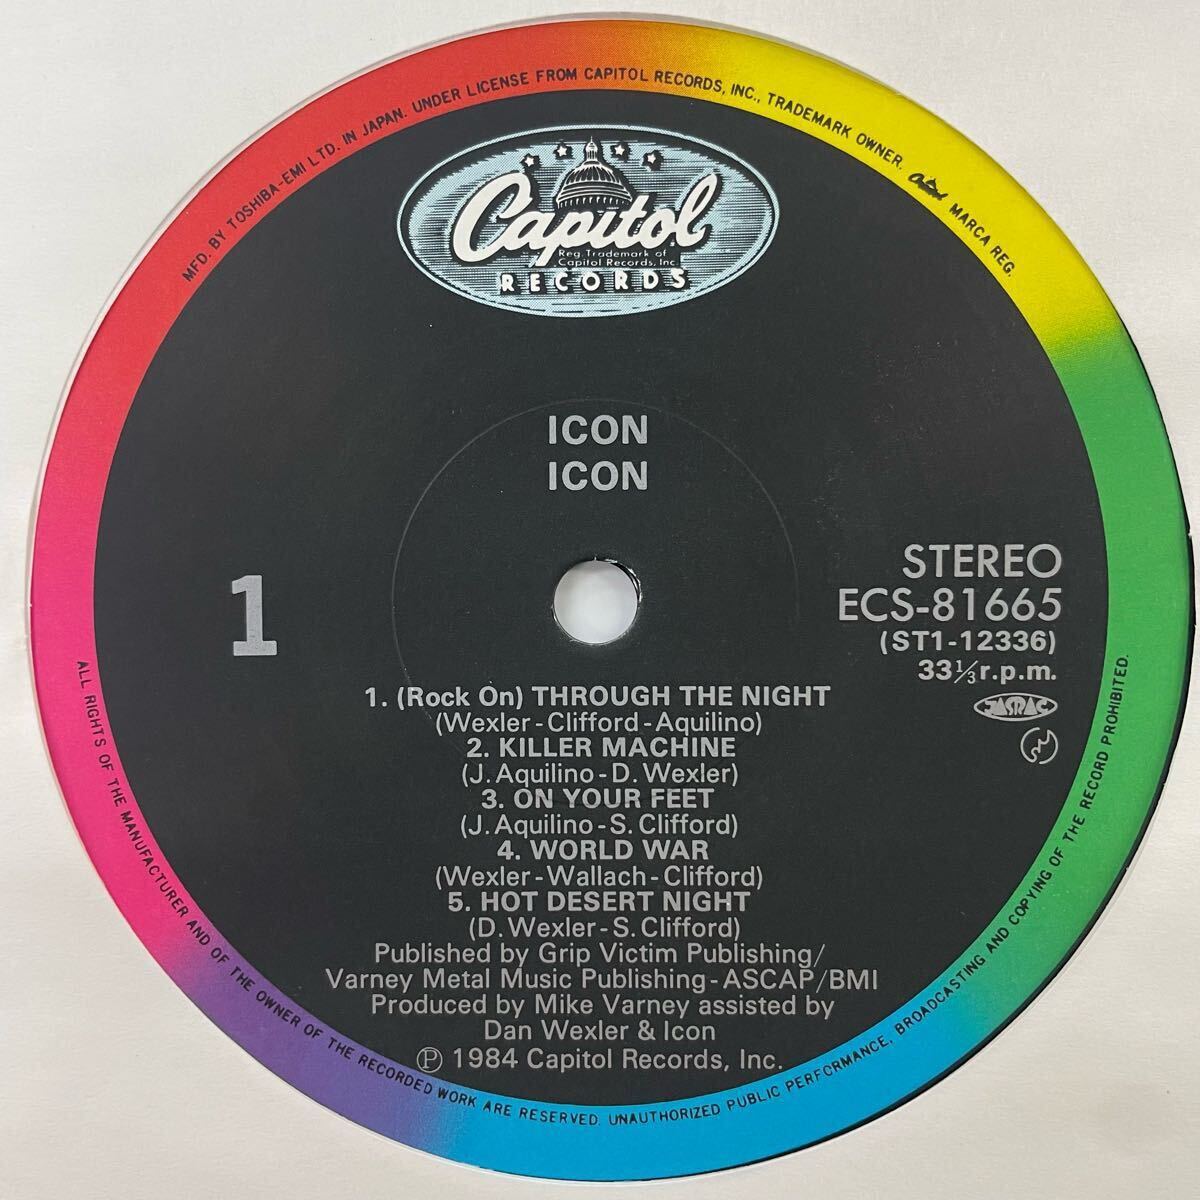 MFD. BY TOSHIBA-EMI LTD. IN JAPAN. UNDER LICENSE FROM CAPITOL RECORDS, INC., TRADEMARK OWNER. Capitol MARCA REG.
Capitol
Reg. Trademark of
Capitol Records, Inc.
RECORDS
ICON
ICON
1
STEREO
ECS-81665
(ST1-12336)
33⅓r.p.m.
JASRAC
1. (Rock On) THROUGH THE NIGHT
(Wexler-Clifford-Aquilino)
2. KILLER MACHINE
(J. Aquilino-D. Wexler)
3. ON YOUR FEET
(J. Aquilino-S. Clifford)
4. WORLD WAR
(Wexler-Wallach-Clifford)
5. HOT DESERT NIGHT
(D. Wexler-S. Clifford)
Published by Grip Victim Publishing/
Varney Metal Music Publishing-ASCAP/BMI
Produced by Mike Varney assisted by
Dan Wexler & Icon
℗ 1984 Capitol Records, Inc.
ALL RIGHTS OF THE MANUFACTURER AND OF THE OWNER OF THE RECORDED WORK ARE RESERVED. UNAUTHORIZED PUBLIC PERFORMANCE, BROADCASTING AND COPYING OF THE RECORD PROHIBITED.